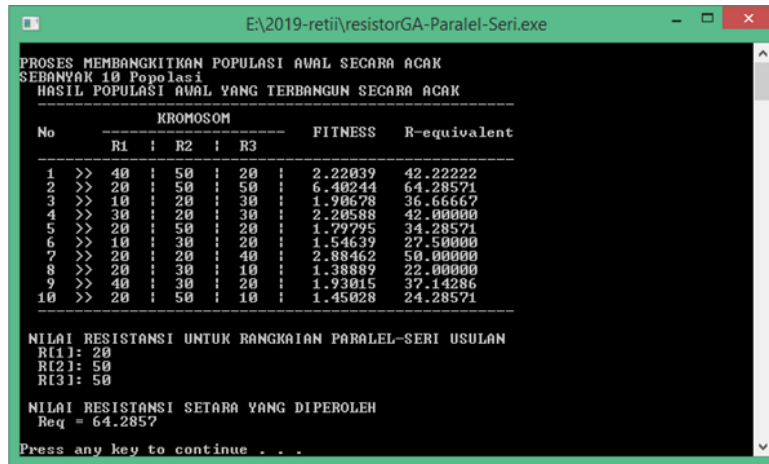 E:\2019-retii\resistorGA-Paralel-Seri.exe
PROSES MEMBANGKITKAN POPULASI AWAL SECARA ACAK
SEBANYAK 10 Popolasi
HASIL POPULASI AWAL YANG TERBANGUN SECARA ACAK
KROMOSOM
No FITNESS R-equivalent
R1 ¦ R2 ¦ R3
1 >> 40 ¦ 50 ¦ 20 ¦ 2.22039 42.22222
2 >> 20 ¦ 50 ¦ 50 ¦ 6.40244 64.28571
3 >> 10 ¦ 20 ¦ 30 ¦ 1.90678 36.66667
4 >> 30 ¦ 20 ¦ 30 ¦ 2.20588 42.00000
5 >> 20 ¦ 50 ¦ 20 ¦ 1.79795 34.28571
6 >> 10 ¦ 30 ¦ 20 ¦ 1.54639 27.50000
7 >> 20 ¦ 20 ¦ 40 ¦ 2.88462 50.00000
8 >> 20 ¦ 30 ¦ 10 ¦ 1.38889 22.00000
9 >> 40 ¦ 30 ¦ 20 ¦ 1.93015 37.14286
10 >> 20 ¦ 50 ¦ 10 ¦ 1.45028 24.28571
NILAI RESISTANSI UNTUK RANGKAIAN PARALEL-SERI USULAN
R[1]: 20
R[2]: 50
R[3]: 50
NILAI RESISTANSI SETARA YANG DIPEROLEH
Req = 64.2857
Press any key to continue . . .